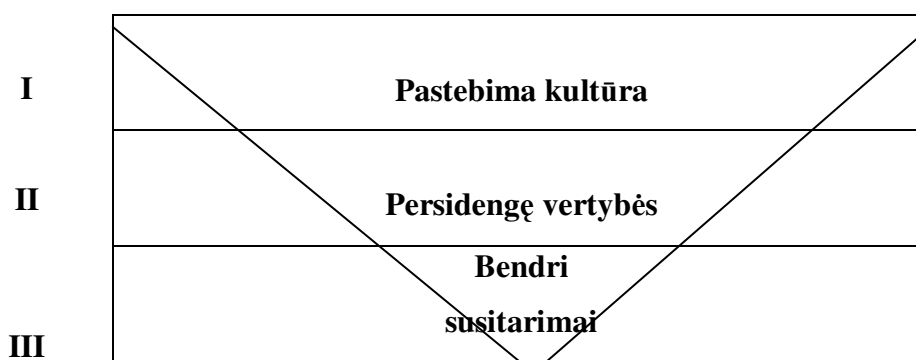 I
Pastebima kultūra
II
Persidengę vertybės
Bendri
susitarimai
III